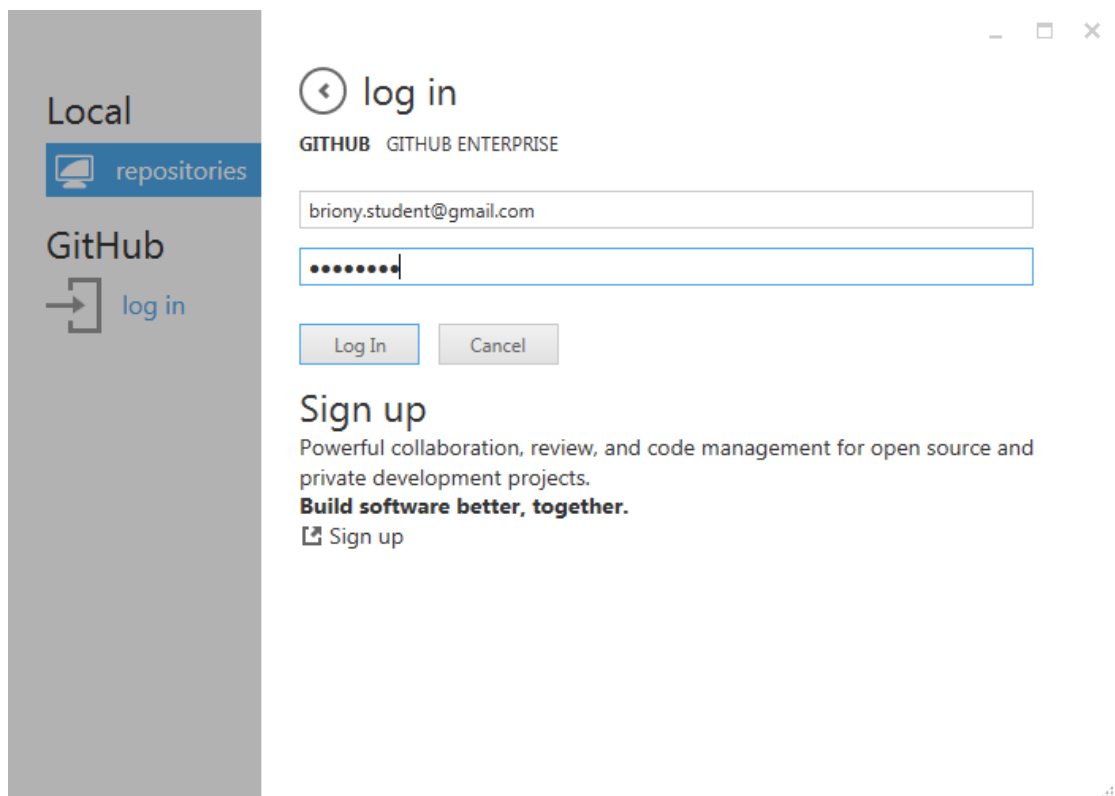 Local
repositories
GitHub
log in
log in
GITHUB GITHUB ENTERPRISE
briony.student@gmail.com
••••••••
Log In Cancel
Sign up
Powerful collaboration, review, and code management for open source and
private development projects.
Build software better, together.
Sign up